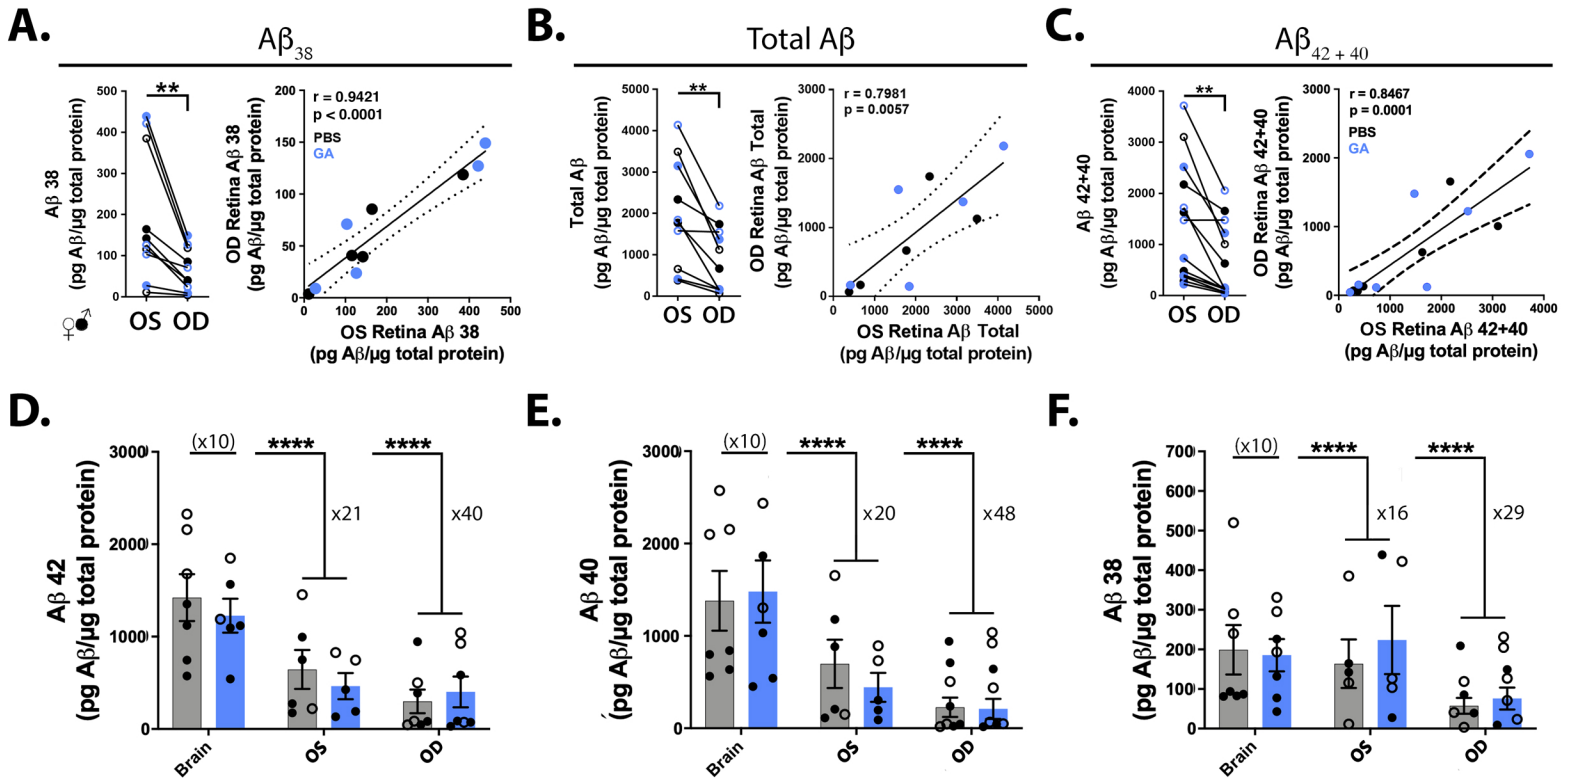 A.
Aβ38
Aβ 38
(pg Aβ/µg total protein)
500
400
300
200
100
0
**
OS OD
♀♂
OD Retina Aβ 38
(pg Aβ/µg total protein)
200
150
100
50
0
r = 0.9421
p < 0.0001
PBS
GA
0 100 200 300 400 500
OS Retina Aβ 38
(pg Aβ/µg total protein)
B.
Total Aβ
Total Aβ
(pg Aβ/µg total protein)
5000
4000
3000
2000
1000
0
**
OS OD
OD Retina Aβ Total
(pg Aβ/µg total protein)
3000
2000
1000
0
r = 0.7981
p = 0.0057
0 1000 2000 3000 4000 5000
OS Retina Aβ Total
(pg Aβ/µg total protein)
C.
Aβ42 + 40
Aβ 42+40
(pg Aβ/µg total protein)
4000
3000
2000
1000
0
**
OS OD
OD Retina Aβ 42+40
(pg Aβ/µg total protein)
3000
2000
1000
0
r = 0.8467
p = 0.0001
PBS
GA
0 1000 2000 3000 4000
OS Retina Aβ 42+40
(pg Aβ/µg total protein)
D.
Aβ 42
(pg Aβ/µg total protein)
3000
2000
1000
0
(x10) **** ****
x21 x40
Brain OS OD
E.
Aβ 40
(pg Aβ/µg total protein)
3000
2000
1000
0
(x10) **** ****
x20 x48
Brain OS OD
F.
Aβ 38
(pg Aβ/µg total protein)
700
600
500
400
300
200
100
0
(x10) **** ****
x16 x29
Brain OS OD